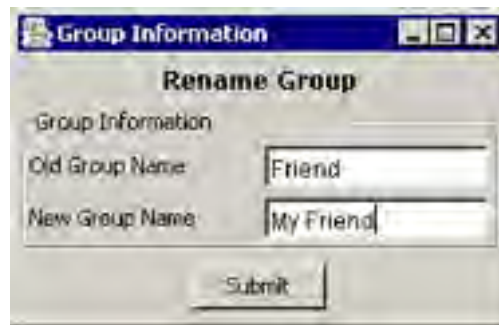 Group Information
Rename Group
Group Information
Old Group Name Friend
New Group Name My Friend
Submit